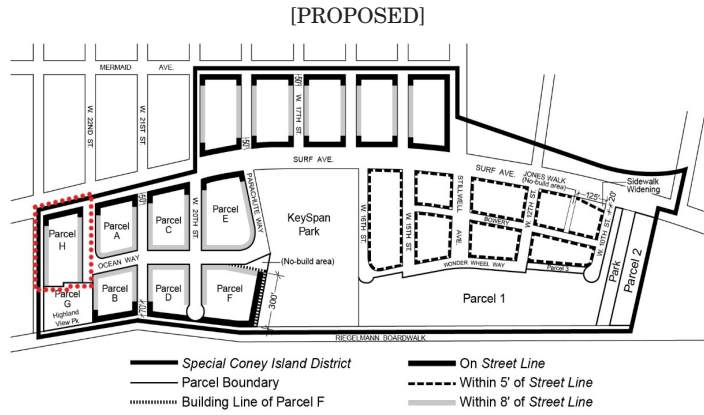 [PROPOSED]
MERMAID AVE.
W. 22ND ST.
W. 21ST ST.
50'
W. 17TH ST.
50'
SURF AVE.
SURF AVE.
JONES WALK
(No-build area)
125'
20'
Sidewalk
Widening
Parcel
H
Parcel
A
50'
Parcel
C
W. 20TH ST.
Parcel
E
PARACHUTE WAY
KeySpan
Park
W. 16TH ST.
W. 15TH ST.
STILLWELL AVE
BOWERY
W. 12TH ST.
W. 10TH ST.
OCEAN WAY
(No-build area)
WONDER WHEEL WAY
Parcel 3
Parcel
G
Highland
View Pk
Parcel
B
70'
Parcel
D
Parcel
F
300'
Parcel 1
Park
Parcel 2
RIEGELMANN BOARDWALK
Special Coney Island District
Parcel Boundary
Building Line of Parcel F
On Street Line
Within 5' of Street Line
Within 8' of Street Line